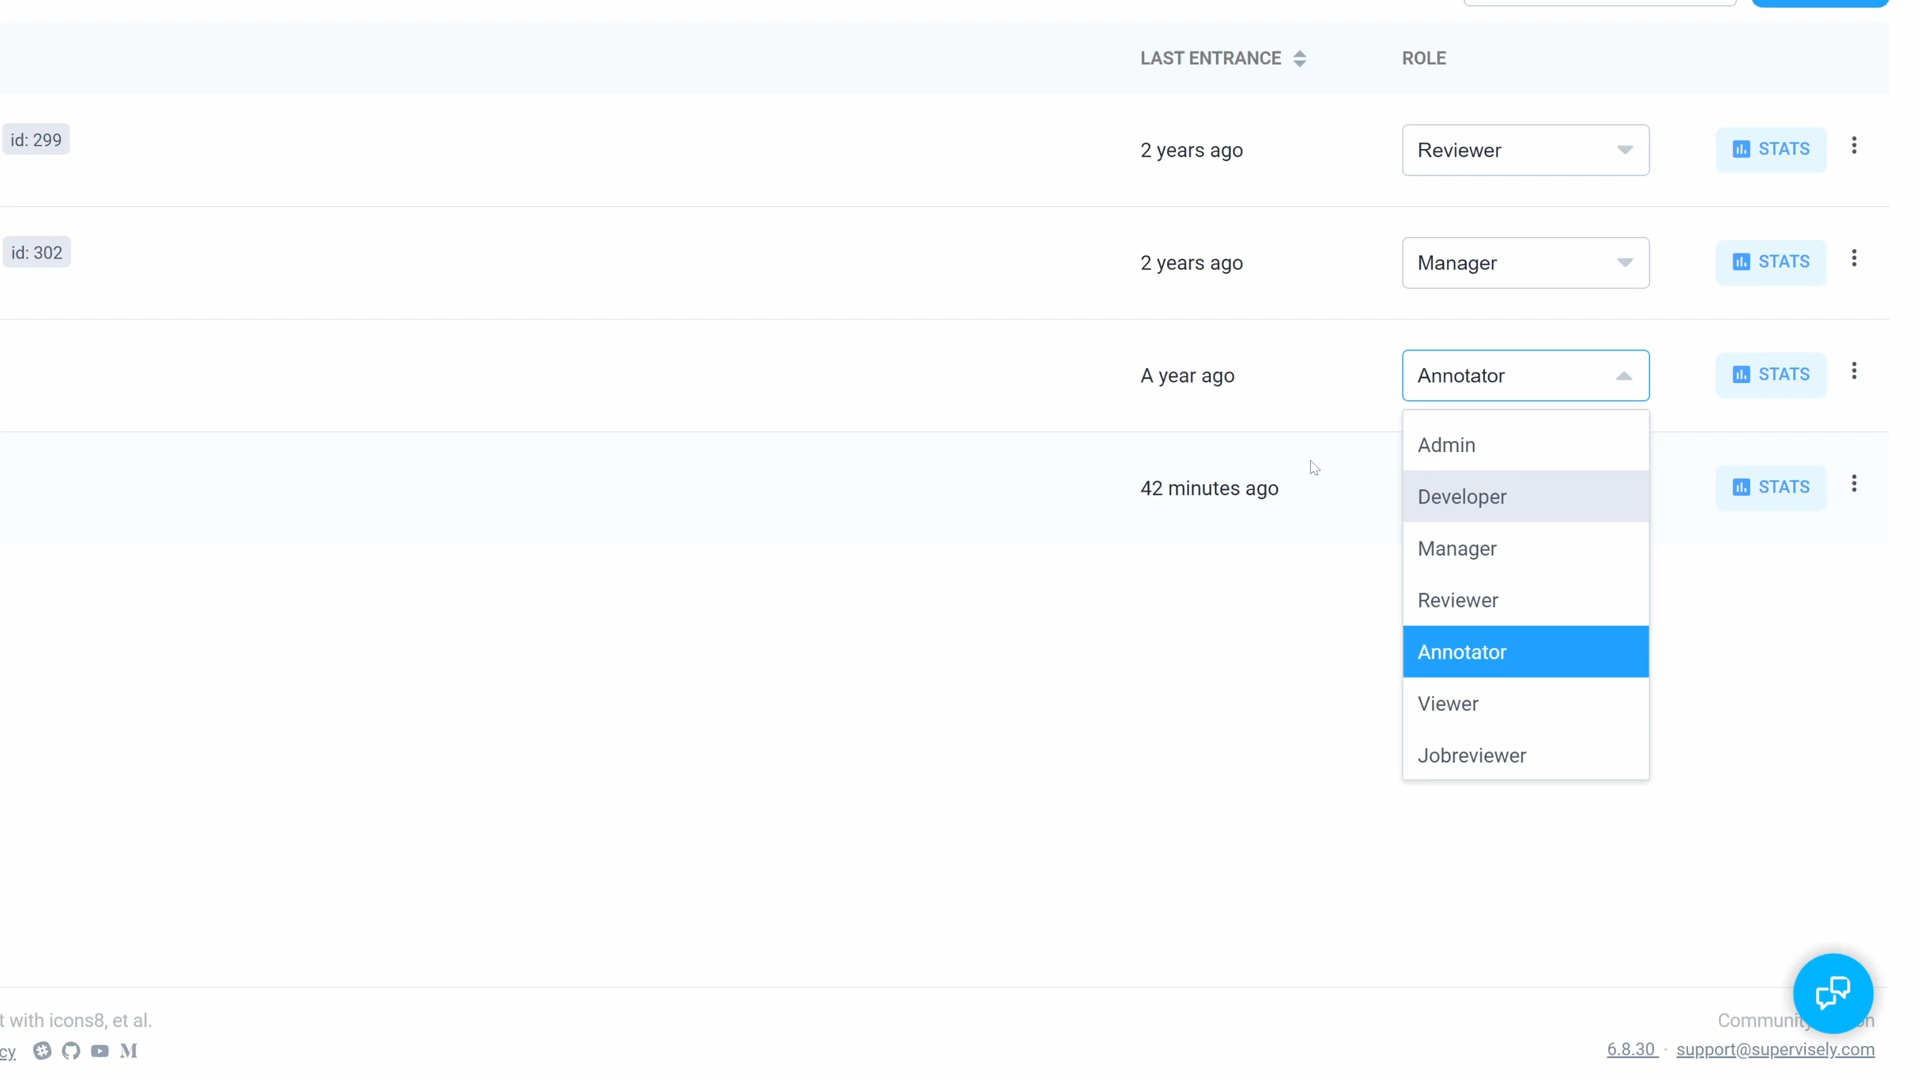 LAST ENTRANCE ROLE
id: 299
2 years ago Reviewer STATS
id: 302
2 years ago Manager STATS
A year ago Annotator STATS
Admin
42 minutes ago STATS
Developer
Manager
Reviewer
Annotator
Viewer
Jobreviewer
t with icons8, et al.
cy M
Community
6.8.30 · support@supervisely.com